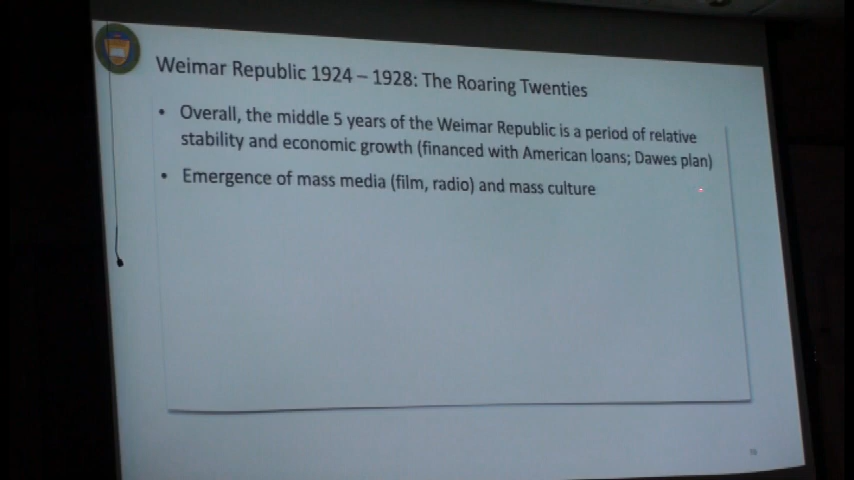 Weimar Republic 1924 – 1928: The Roaring Twenties
• Overall, the middle 5 years of the Weimar Republic is a period of relative
stability and economic growth (financed with American loans; Dawes plan)
• Emergence of mass media (film, radio) and mass culture